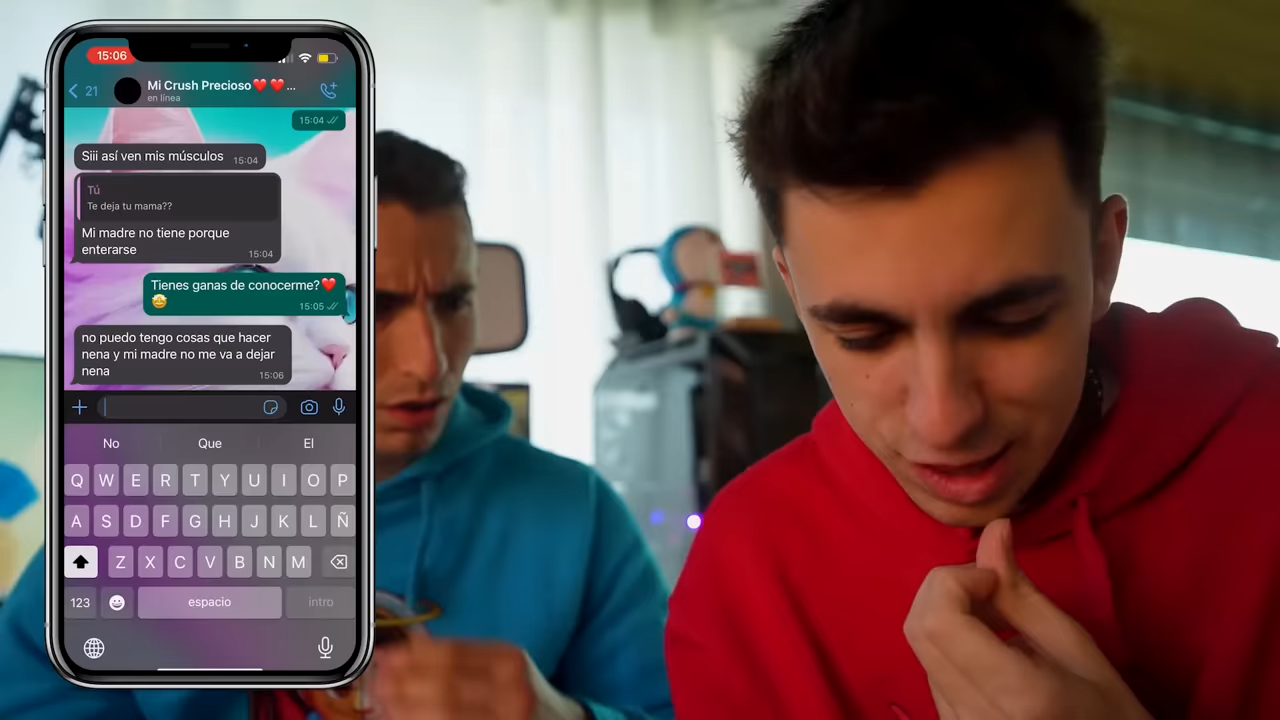 15:06
21
Mi Crush Precioso❤️❤️...
en línea
15:04
Siii así ven mis músculos 15:04
Tú
Te deja tu mama??
Mi madre no tiene porque
enterarse
15:04
Tienes ganas de conocerme?❤️
🤩
15:05
no puedo tengo cosas que hacer
nena y mi madre no me va a dejar
nena
15:06
No Que El
Q W E R T Y U I O P
A S D F G H J K L Ñ
Z X C V B N M
123 espacio intro